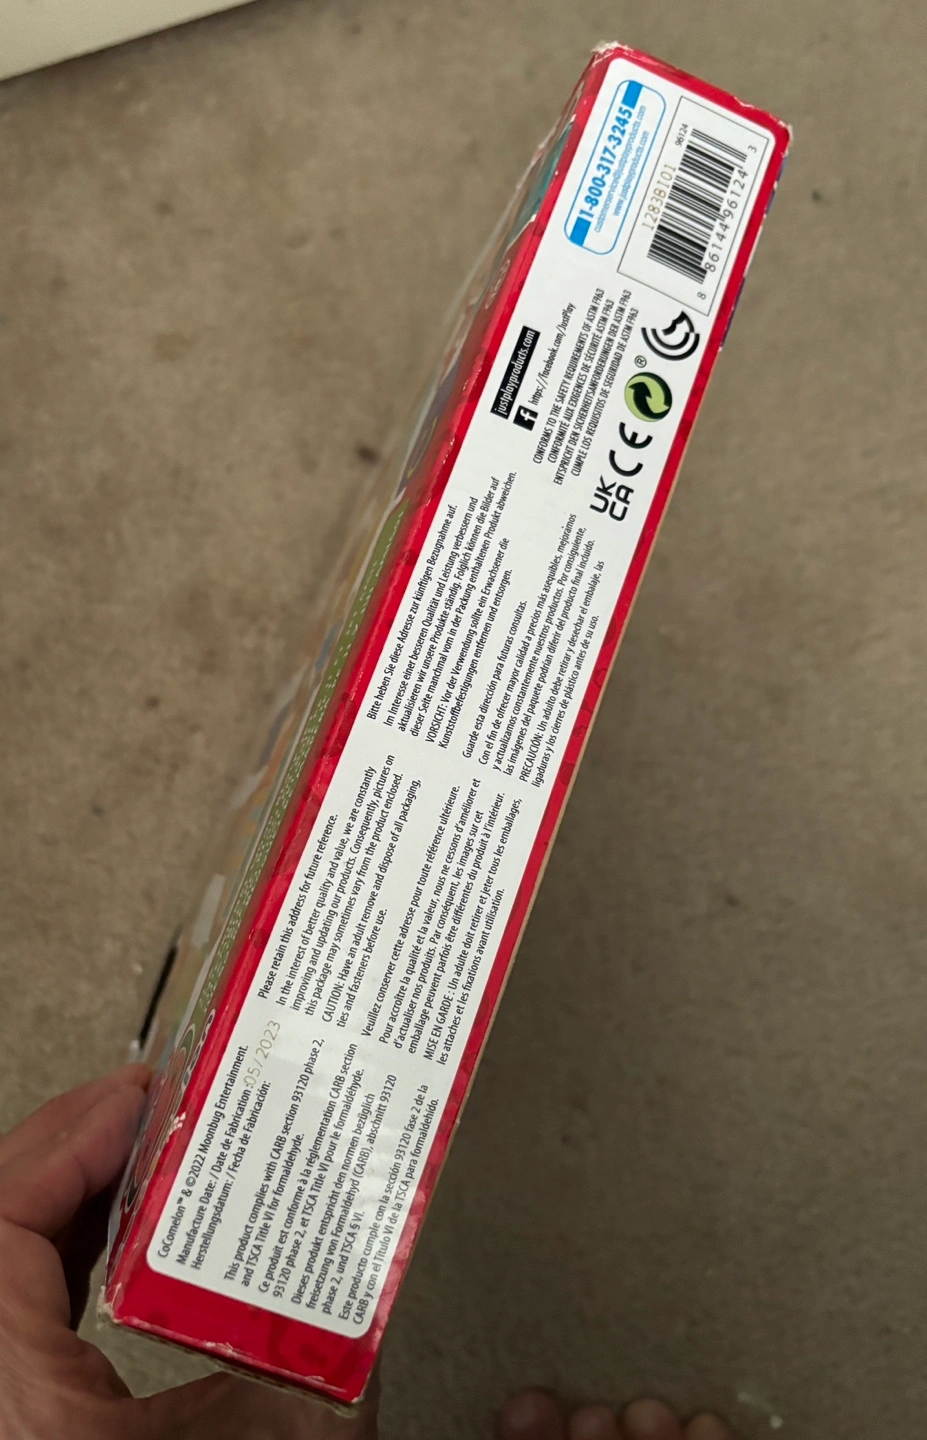 CoComelon™ & ©2022 Moonbug Entertainment.
Manufacture Date: / Date de Fabrication :05/2023
Herstellungsdatum: / Fecha de Fabricación:
This product complies with CARB section 93120 phase 2,
and TSCA Title VI for formaldehyde.
Ce produit est conforme à la réglementation CARB section
93120 phase 2, et TSCA Title VI pour le formaldéhyde.
Dieses produkt entspricht den normen bezüglich
freisetzung von Formaldehyd (CARB), abschnitt 93120
phase 2, und TSCA § VI.
Este producto cumple con la sección 93120 fase 2 de la
CARB y con el Título VI de la TSCA para formaldehido.
Please retain this address for future reference.
In the interest of better quality and value, we are constantly
improving and updating our products. Consequently, pictures on
this package may sometimes vary from the product enclosed.
CAUTION: Have an adult remove and dispose of all packaging,
ties and fasteners before use.
Veuillez conserver cette adresse pour toute référence ultérieure.
Pour accroître la qualité et la valeur, nous ne cessons d'améliorer et
d'actualiser nos produits. Par conséquent, les images sur cet
emballage peuvent parfois être différentes du produit à l'intérieur.
MISE EN GARDE : Un adulte doit retirer et jeter tous les emballages,
les attaches et les fixations avant utilisation.
Bitte heben Sie diese Adresse zur künftigen Bezugnahme auf.
Im Interesse einer besseren Qualität und Leistung verbessern und
aktualisieren wir unsere Produkte ständig. Folglich können die Bilder auf
dieser Seite manchmal vom in der Packung enthaltenen Produkt abweichen.
VORSICHT: Vor der Verwendung sollte ein Erwachsener die
Kunststoffbefestigungen entfernen und entsorgen.
Guarde esta dirección para futuras consultas.
Con el fin de ofrecer mayor calidad a precios más asequibles, mejoramos
y actualizamos constantemente nuestros productos. Por consiguiente,
las imágenes del paquete podrían diferir del producto final incluido.
PRECAUCIÓN: Un adulto debe retirar y desechar el embalaje, las
ligaduras y los cierres de plástico antes de su uso.
justplayproducts.com
f https://facebook.com/JustPlay
CONFORMS TO THE SAFETY REQUIREMENTS OF ASTM F963
CONFORMITÉ AUX EXIGENCES DE SÉCURITÉ ASTM F963
ENTSPRICHT DEN SICHERHEITSANFORDERUNGEN DER ASTM F963
CUMPLE LOS REQUISITOS DE SEGURIDAD DE ASTM F963
UK
CA
CE
®
1-800-317-3245
customerservice@justplayproducts.com
www.justplayproducts.com
1283B101
96124
8 86144 96124 3